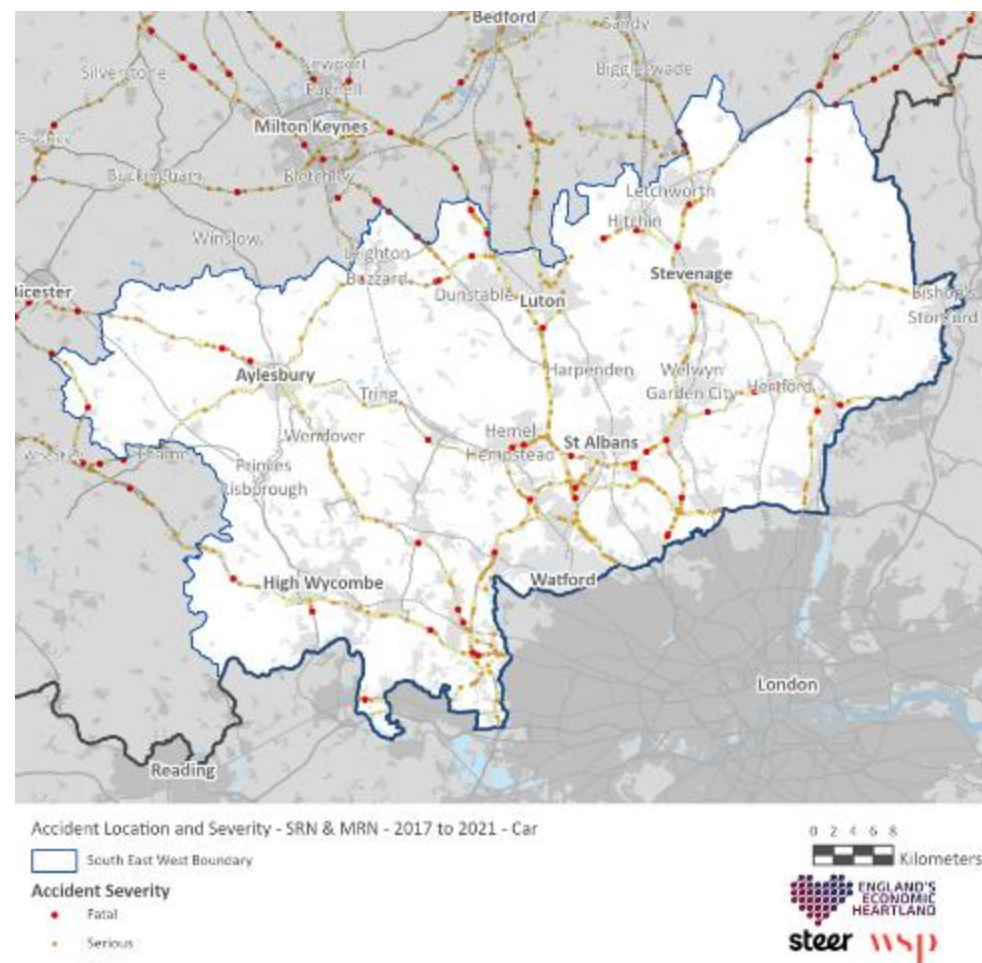 Bedford
Sandy
Silverstone
Newport
Pagnell
Biggleswade
Milton Keynes
Buckingham
Bletchley
Letchworth
Hitchin
Winslow
Leighton
Buzzard
Stevenage
Bicester
Dunstable
Luton
Bishop's
Stortford
Aylesbury
Harpenden
Welwyn
Garden City
Hertford
Tring
Wendover
Hemel
Hempstead
St Albans
Thame
Princes
Risborough
High Wycombe
Watford
London
Reading
Accident Location and Severity - SRN & MRN - 2017 to 2021 - Car
South East West Boundary
Accident Severity
Fatal
Serious
0 2 4 6 8
Kilometers
ENGLAND'S
ECONOMIC
HEARTLAND
steer wsp